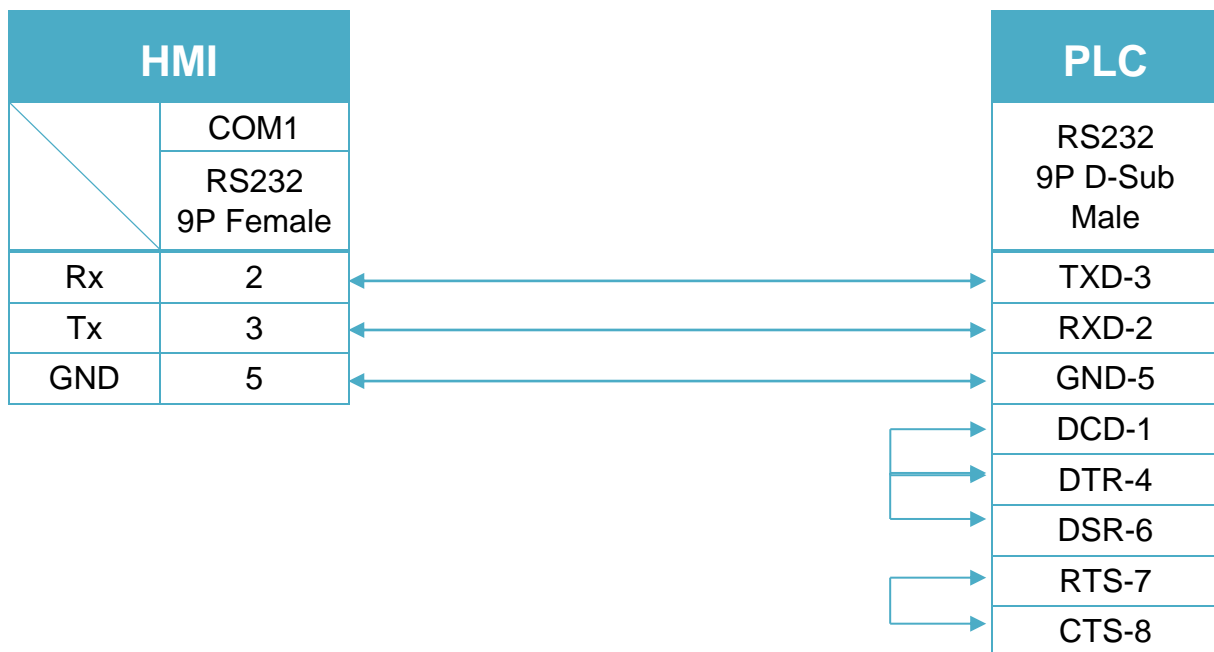 HMI
PLC
COM1
RS232
9P Female
RS232
9P D-Sub
Male
Rx 2 TXD-3
Tx 3 RXD-2
GND 5 GND-5
DCD-1
DTR-4
DSR-6
RTS-7
CTS-8